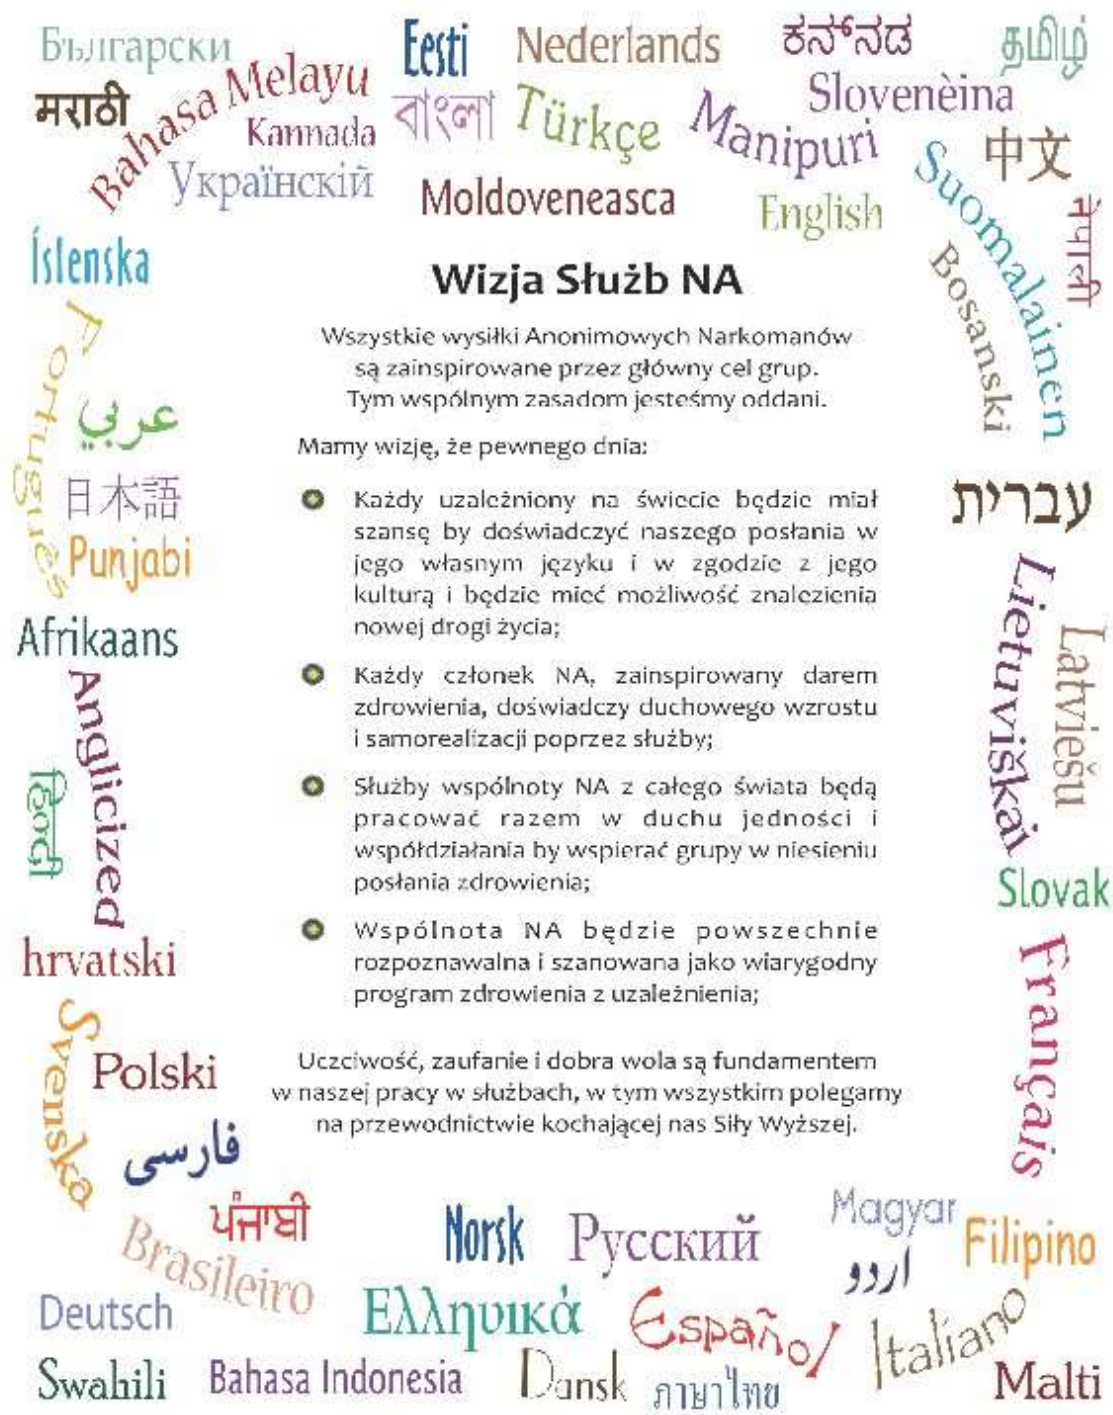 Български
Eesti
Nederlands
ಕನ್ನಡ
தமிழ்
मराठी
Bahasa Melayu
Kannada
বাংলা
Türkçe
Manipuri
Slovenèina
中文
Українскій
Moldoveneasca
English
Suomalainen
नेपाली
Íslenska
Bosanski
Wizja Służb NA
Wszystkie wysiłki Anonimowych Narkomanów
są zainspirowane przez główny cel grup.
Tym wspólnym zasadom jesteśmy oddani.
Mamy wizję, że pewnego dnia:
Każdy uzależniony na świecie będzie miał
szansę by doświadczyć naszego posłania w
jego własnym języku i w zgodzie z jego
kulturą i będzie mieć możliwość znalezienia
nowej drogi życia;
Każdy członek NA, zainspirowany darem
zdrowienia, doświadczy duchowego wzrostu
i samorealizacji poprzez służby;
Służby wspólnoty NA z całego świata będą
pracować razem w duchu jedności i
współdziałania by wspierać grupy w niesieniu
posłania zdrowienia;
Wspólnota NA będzie powszechnie
rozpoznawalna i szanowana jako wiarygodny
program zdrowienia z uzależnienia;
Uczciwość, zaufanie i dobra wola są fundamentem
w naszej pracy w służbach, w tym wszystkim polegamy
na przewodnictwie kochającej nas Siły Wyższej.
Português
عربي
日本語
Punjabi
Afrikaans
Anglicized
हिन्दी
hrvatski
Svenska
Polski
فارسی
עברית
Lietuviškai
Latviešu
Slovak
Français
ਪੰਜਾਬੀ
Brasileiro
Norsk
Русский
Magyar
اردو
Filipino
Deutsch
Ελληνικά
Español
Italiano
Swahili
Bahasa Indonesia
Dansk
ภาษาไทย
Malti